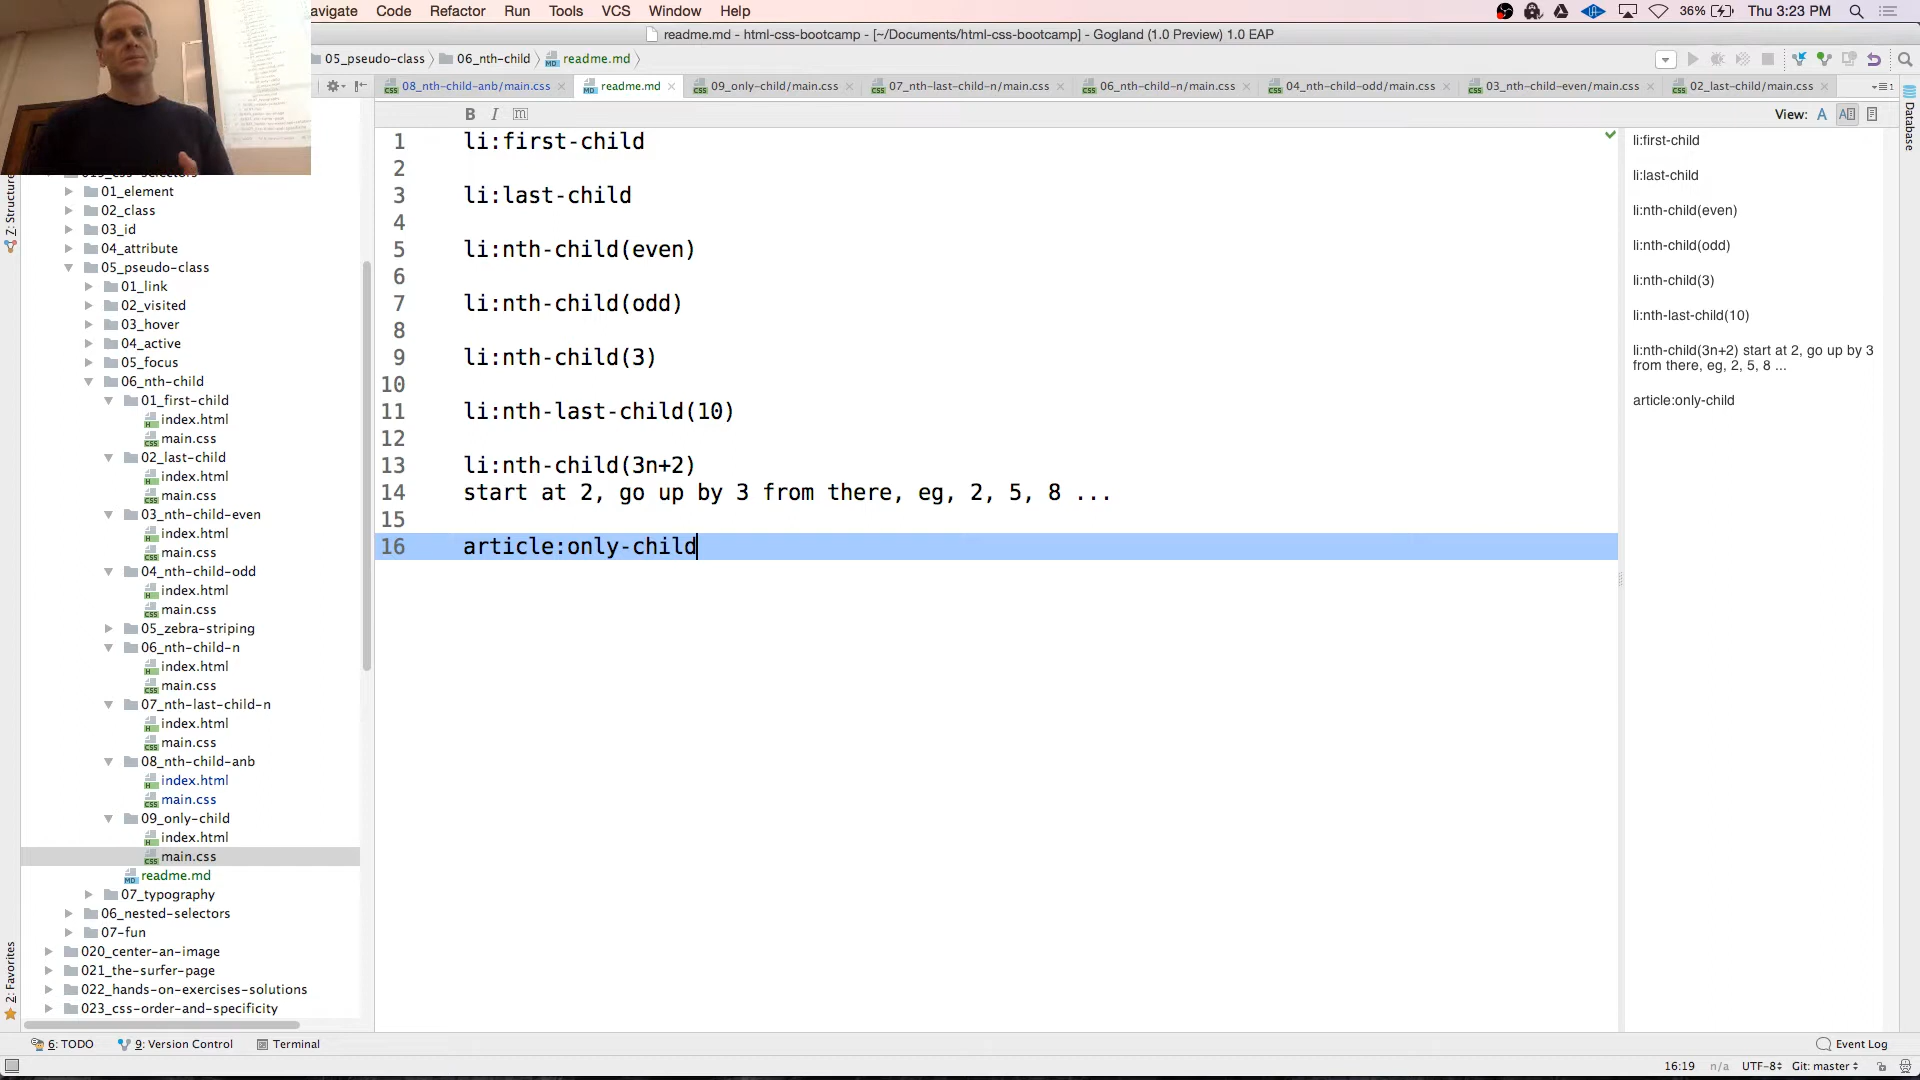 avigate Code Refactor Run Tools VCS Window Help 36% Thu 3:23 PM
readme.md - html-css-bootcamp - [~/Documents/html-css-bootcamp] - Gogland (1.0 Preview) 1.0 EAP
05_pseudo-class 06_nth-child readme.md
08_nth-child-anb/main.css readme.md 09_only-child/main.css 07_nth-last-child-n/main.css 06_nth-child-n/main.css 04_nth-child-odd/main.css 03_nth-child-even/main.css 02_last-child/main.css
B I m View: A
Z: Structure
2: Favorites
Database
01_element
02_class
03_id
04_attribute
05_pseudo-class
01_link
02_visited
03_hover
04_active
05_focus
06_nth-child
01_first-child
index.html
main.css
02_last-child
index.html
main.css
03_nth-child-even
index.html
main.css
04_nth-child-odd
index.html
main.css
05_zebra-striping
06_nth-child-n
index.html
main.css
07_nth-last-child-n
index.html
main.css
08_nth-child-anb
index.html
main.css
09_only-child
index.html
main.css
readme.md
07_typography
06_nested-selectors
07-fun
020_center-an-image
021_the-surfer-page
022_hands-on-exercises-solutions
023_css-order-and-specificity
1 li:first-child
2
3 li:last-child
4
5 li:nth-child(even)
6
7 li:nth-child(odd)
8
9 li:nth-child(3)
10
11 li:nth-last-child(10)
12
13 li:nth-child(3n+2)
14 start at 2, go up by 3 from there, eg, 2, 5, 8 ...
15
16 article:only-child
li:first-child
li:last-child
li:nth-child(even)
li:nth-child(odd)
li:nth-child(3)
li:nth-last-child(10)
li:nth-child(3n+2) start at 2, go up by 3
from there, eg, 2, 5, 8 ...
article:only-child
6: TODO 9: Version Control Terminal Event Log
16:19 n/a UTF-8 Git: master